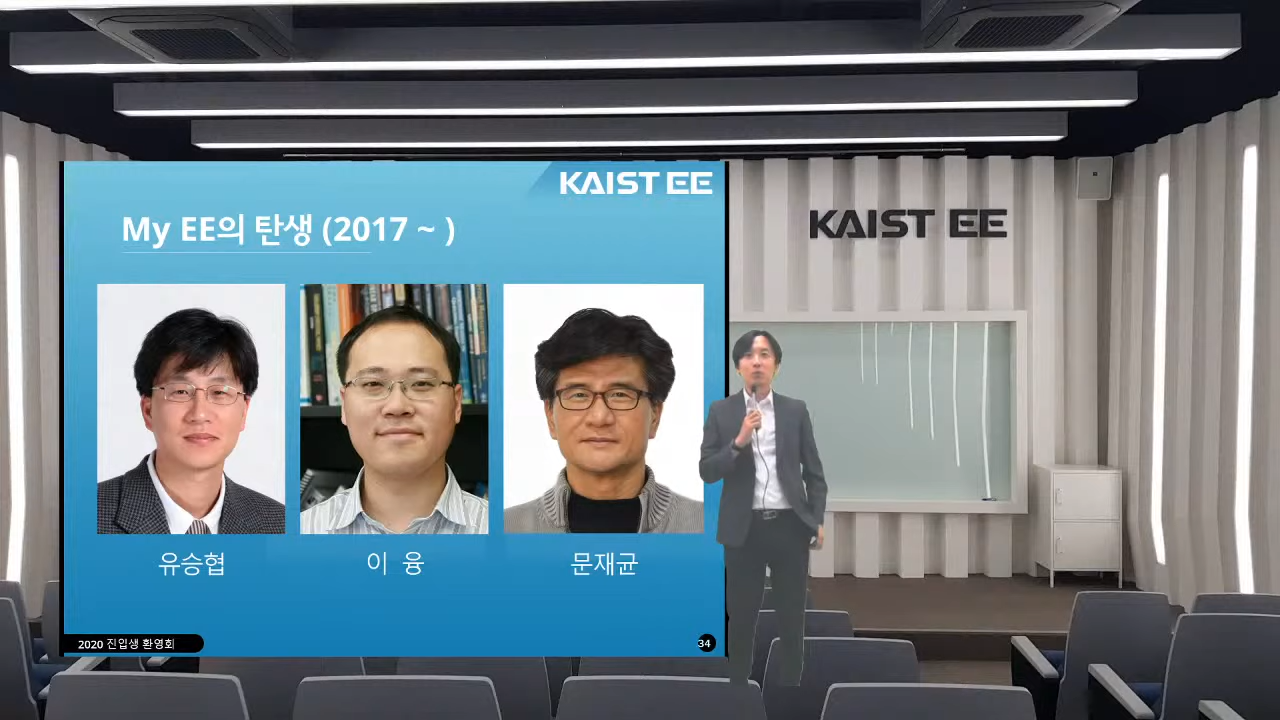 KAIST EE
My EE의 탄생 (2017 ~ )
유승협
이 융
문재균
2020 진입생 환영회
34
KAIST EE